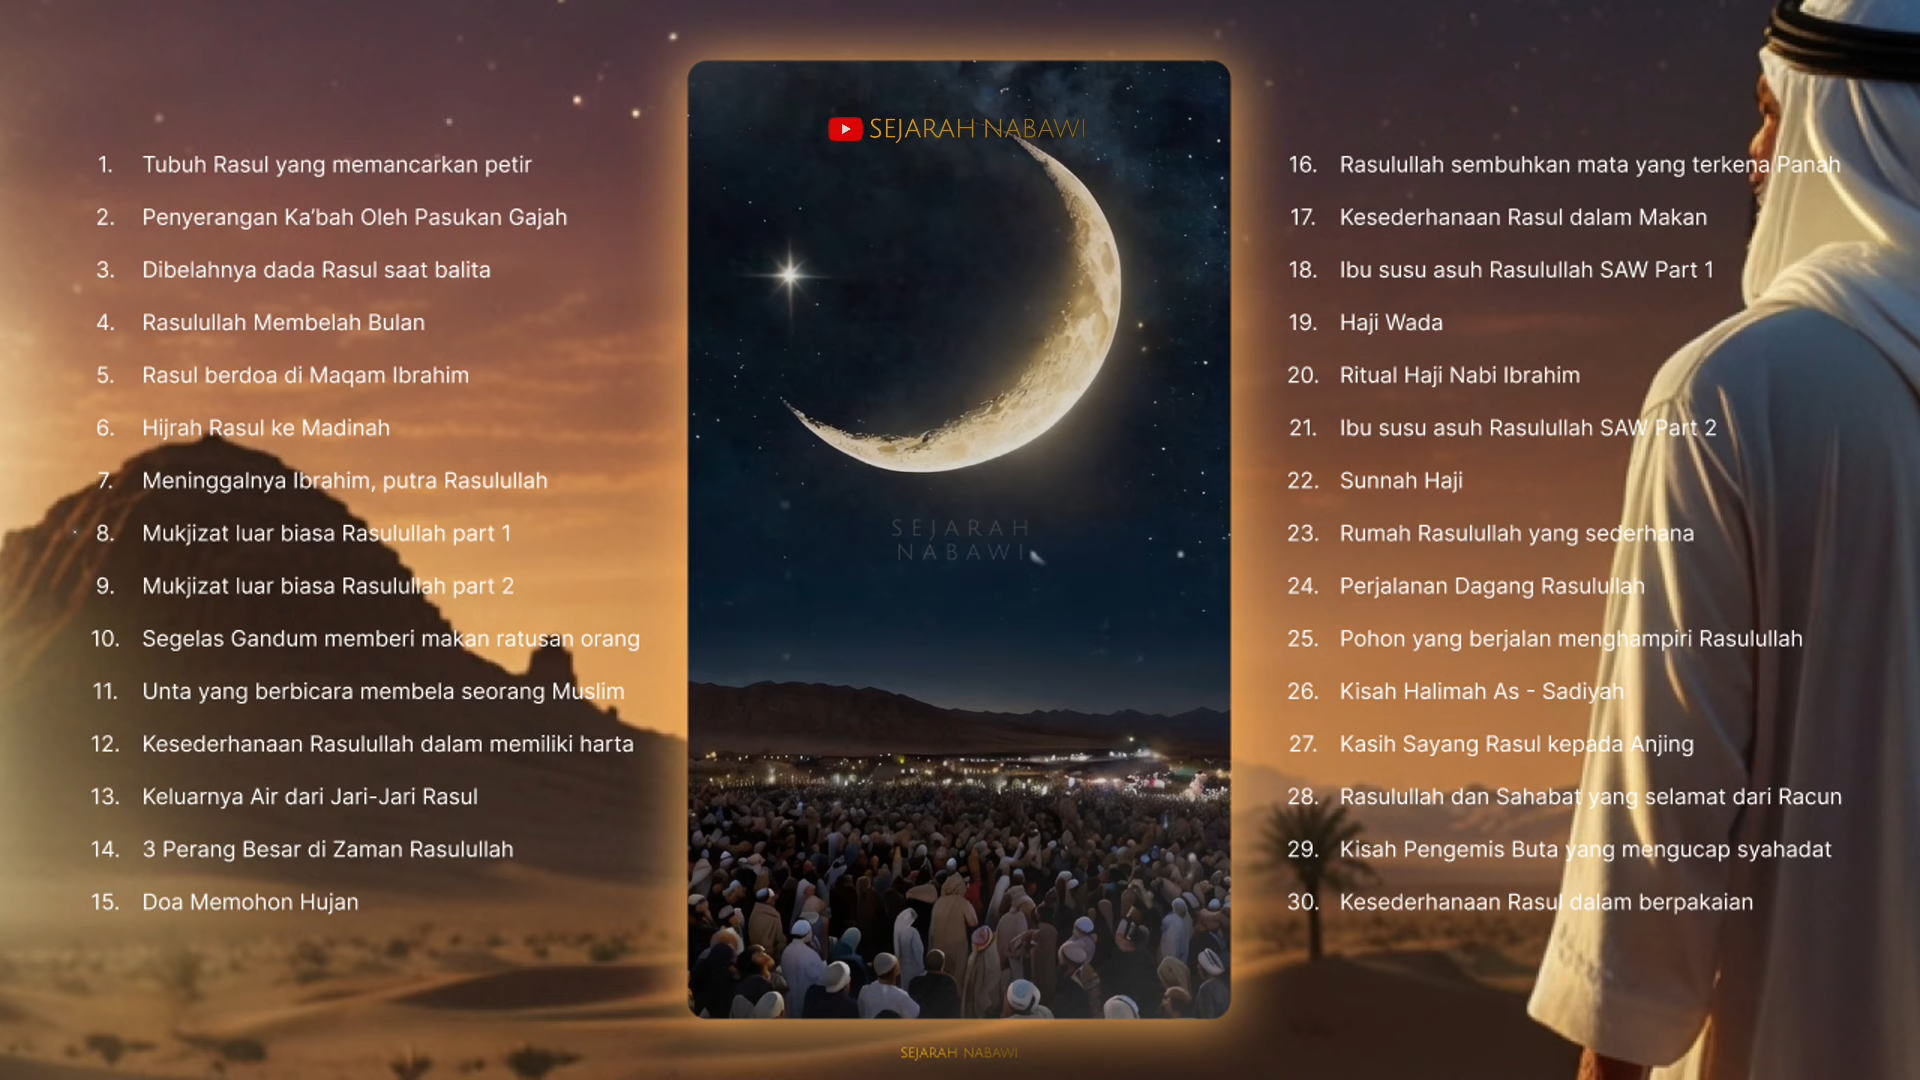 SEJARAH NABAWI
1. Tubuh Rasul yang memancarkan petir
2. Penyerangan Ka’bah Oleh Pasukan Gajah
3. Dibelahnya dada Rasul saat balita
4. Rasulullah Membelah Bulan
5. Rasul berdoa di Maqam Ibrahim
6. Hijrah Rasul ke Madinah
7. Meninggalnya Ibrahim, putra Rasulullah
8. Mukjizat luar biasa Rasulullah part 1
9. Mukjizat luar biasa Rasulullah part 2
10. Segelas Gandum memberi makan ratusan orang
11. Unta yang berbicara membela seorang Muslim
12. Kesederhanaan Rasulullah dalam memiliki harta
13. Keluarnya Air dari Jari-Jari Rasul
14. 3 Perang Besar di Zaman Rasulullah
15. Doa Memohon Hujan
SEJARAH
NABAWI
16. Rasulullah sembuhkan mata yang terkena Panah
17. Kesederhanaan Rasul dalam Makan
18. Ibu susu asuh Rasulullah SAW Part 1
19. Haji Wada
20. Ritual Haji Nabi Ibrahim
21. Ibu susu asuh Rasulullah SAW Part 2
22. Sunnah Haji
23. Rumah Rasulullah yang sederhana
24. Perjalanan Dagang Rasulullah
25. Pohon yang berjalan menghampiri Rasulullah
26. Kisah Halimah As - Sadiyah
27. Kasih Sayang Rasul kepada Anjing
28. Rasulullah dan Sahabat yang selamat dari Racun
29. Kisah Pengemis Buta yang mengucap syahadat
30. Kesederhanaan Rasul dalam berpakaian
SEJARAH NABAWI